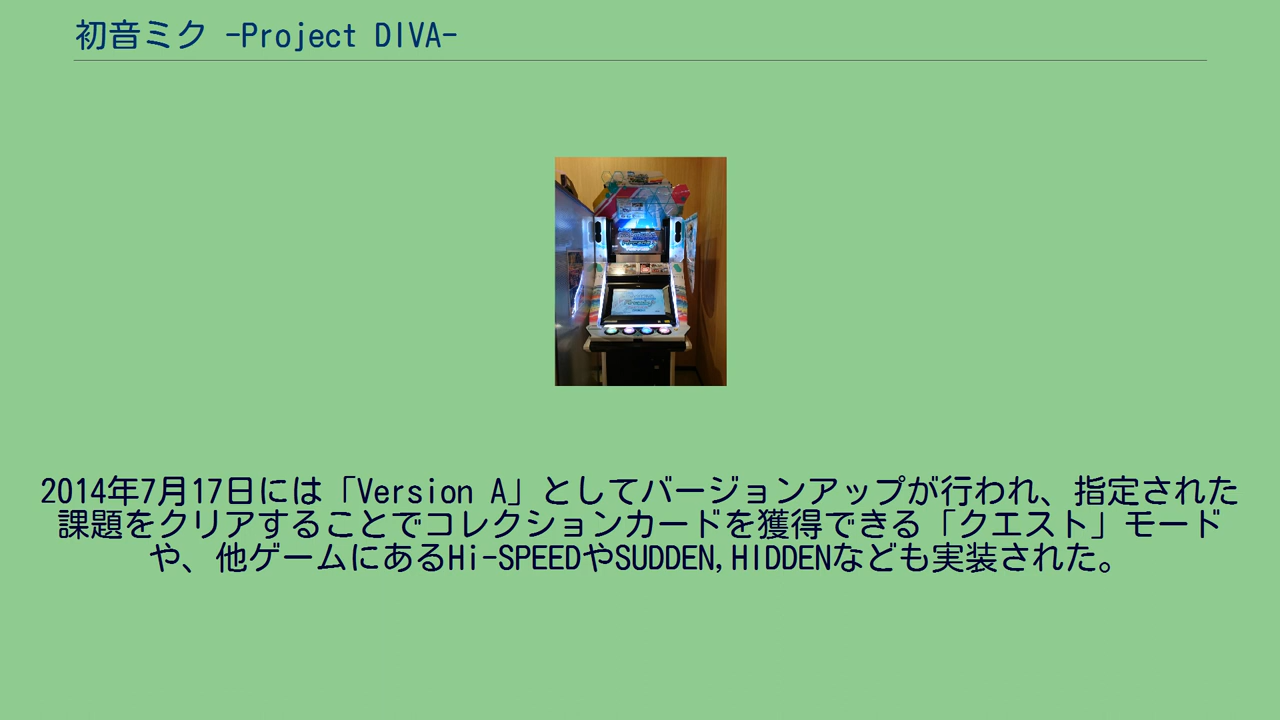 初音ミク -Project DIVA-
2014年7月17日には「Version A」としてバージョンアップが行われ、指定された
課題をクリアすることでコレクションカードを獲得できる「クエスト」モード
や、他ゲームにあるHi-SPEEDやSUDDEN,HIDDENなども実装された。